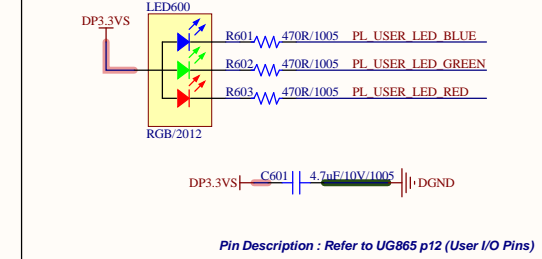 LED600
DP3.3VS
R601 470R/1005 PL_USER_LED_BLUE
R602 470R/1005 PL_USER_LED_GREEN
R603 470R/1005 PL_USER_LED_RED
RGB/2012
DP3.3VS C601 4.7uF/10V/1005 DGND
Pin Description : Refer to UG865 p12 (User I/O Pins)